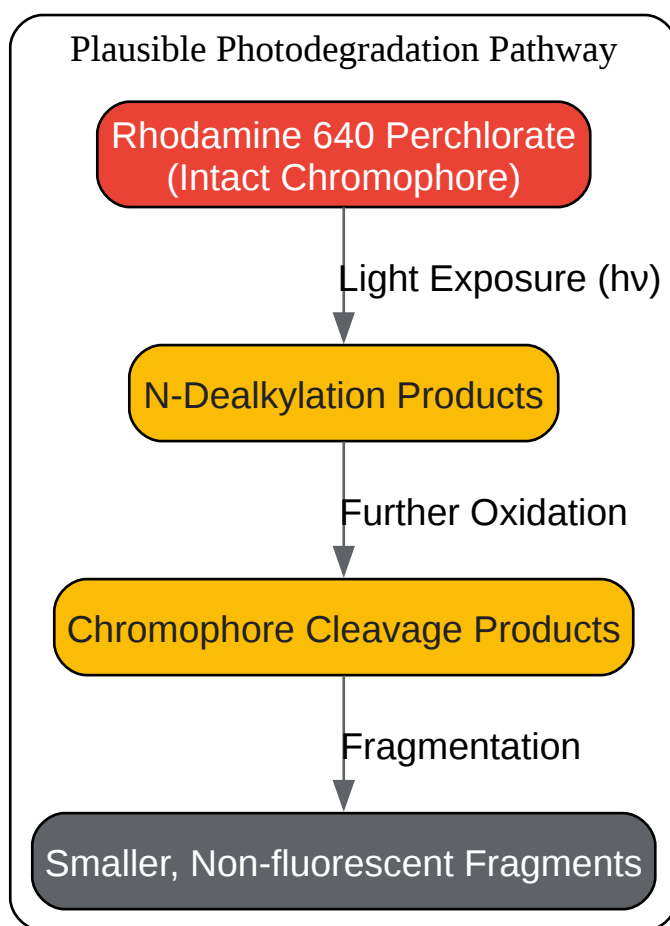 Plausible Photodegradation Pathway
Rhodamine 640 Perchlorate
(Intact Chromophore)
Light Exposure (hν)
N-Dealkylation Products
Further Oxidation
Chromophore Cleavage Products
Fragmentation
Smaller, Non-fluorescent Fragments